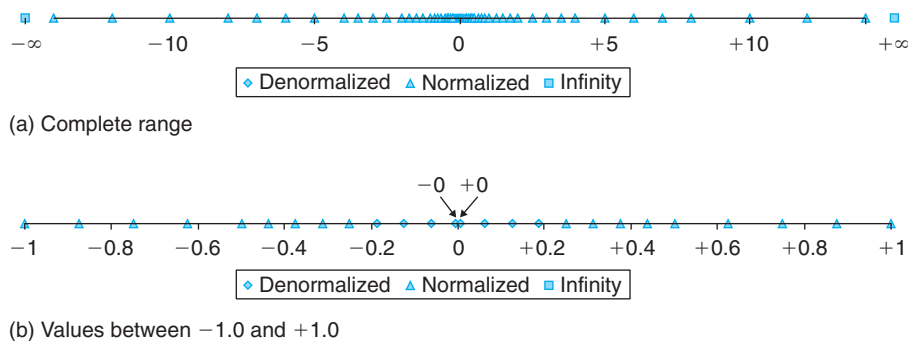 −∞ −10 −5 0 +5 +10 +∞
Denormalized Normalized Infinity
(a) Complete range
−0 +0
−1 −0.8 −0.6 −0.4 −0.2 0 +0.2 +0.4 +0.6 +0.8 +1
Denormalized Normalized Infinity
(b) Values between −1.0 and +1.0